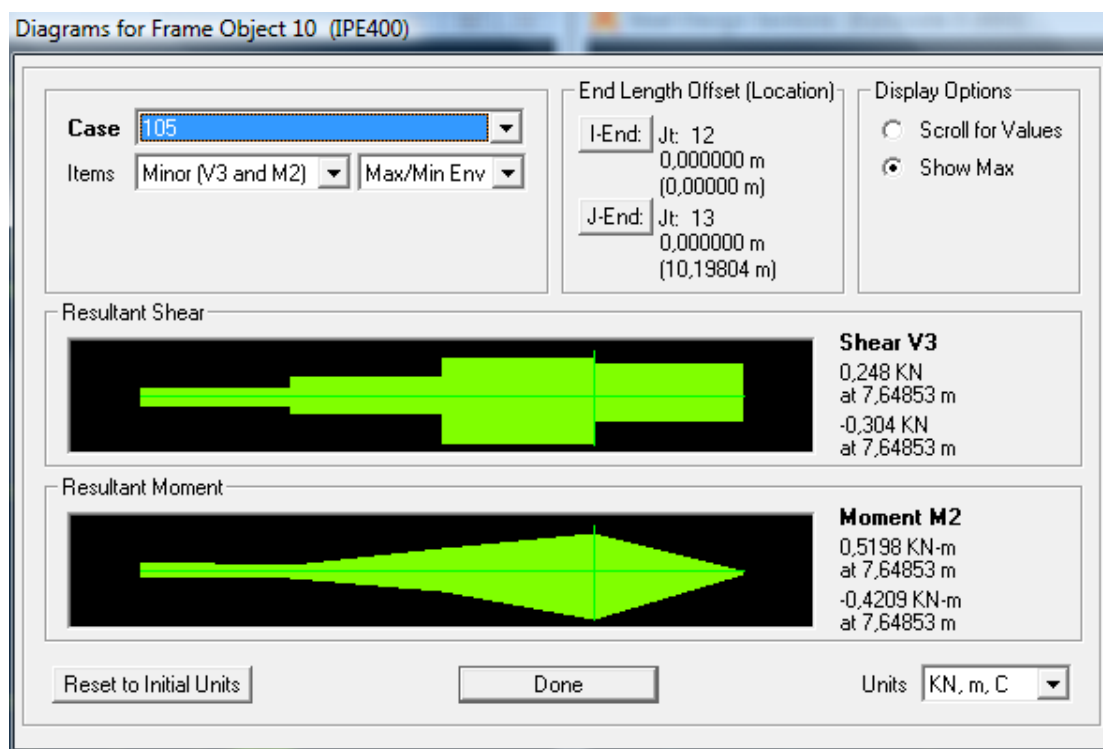 Diagrams for Frame Object 10 (IPE400)
Case 105
Items Minor (V3 and M2) Max/Min Env
End Length Offset (Location)
I-End: Jt: 12
0,000000 m
(0,00000 m)
J-End: Jt: 13
0,000000 m
(10,19804 m)
Display Options
Scroll for Values
Show Max
Resultant Shear
Shear V3
0,248 KN
at 7,64853 m
-0,304 KN
at 7,64853 m
Resultant Moment
Moment M2
0,5198 KN-m
at 7,64853 m
-0,4209 KN-m
at 7,64853 m
Reset to Initial Units
Done
Units KN, m, C